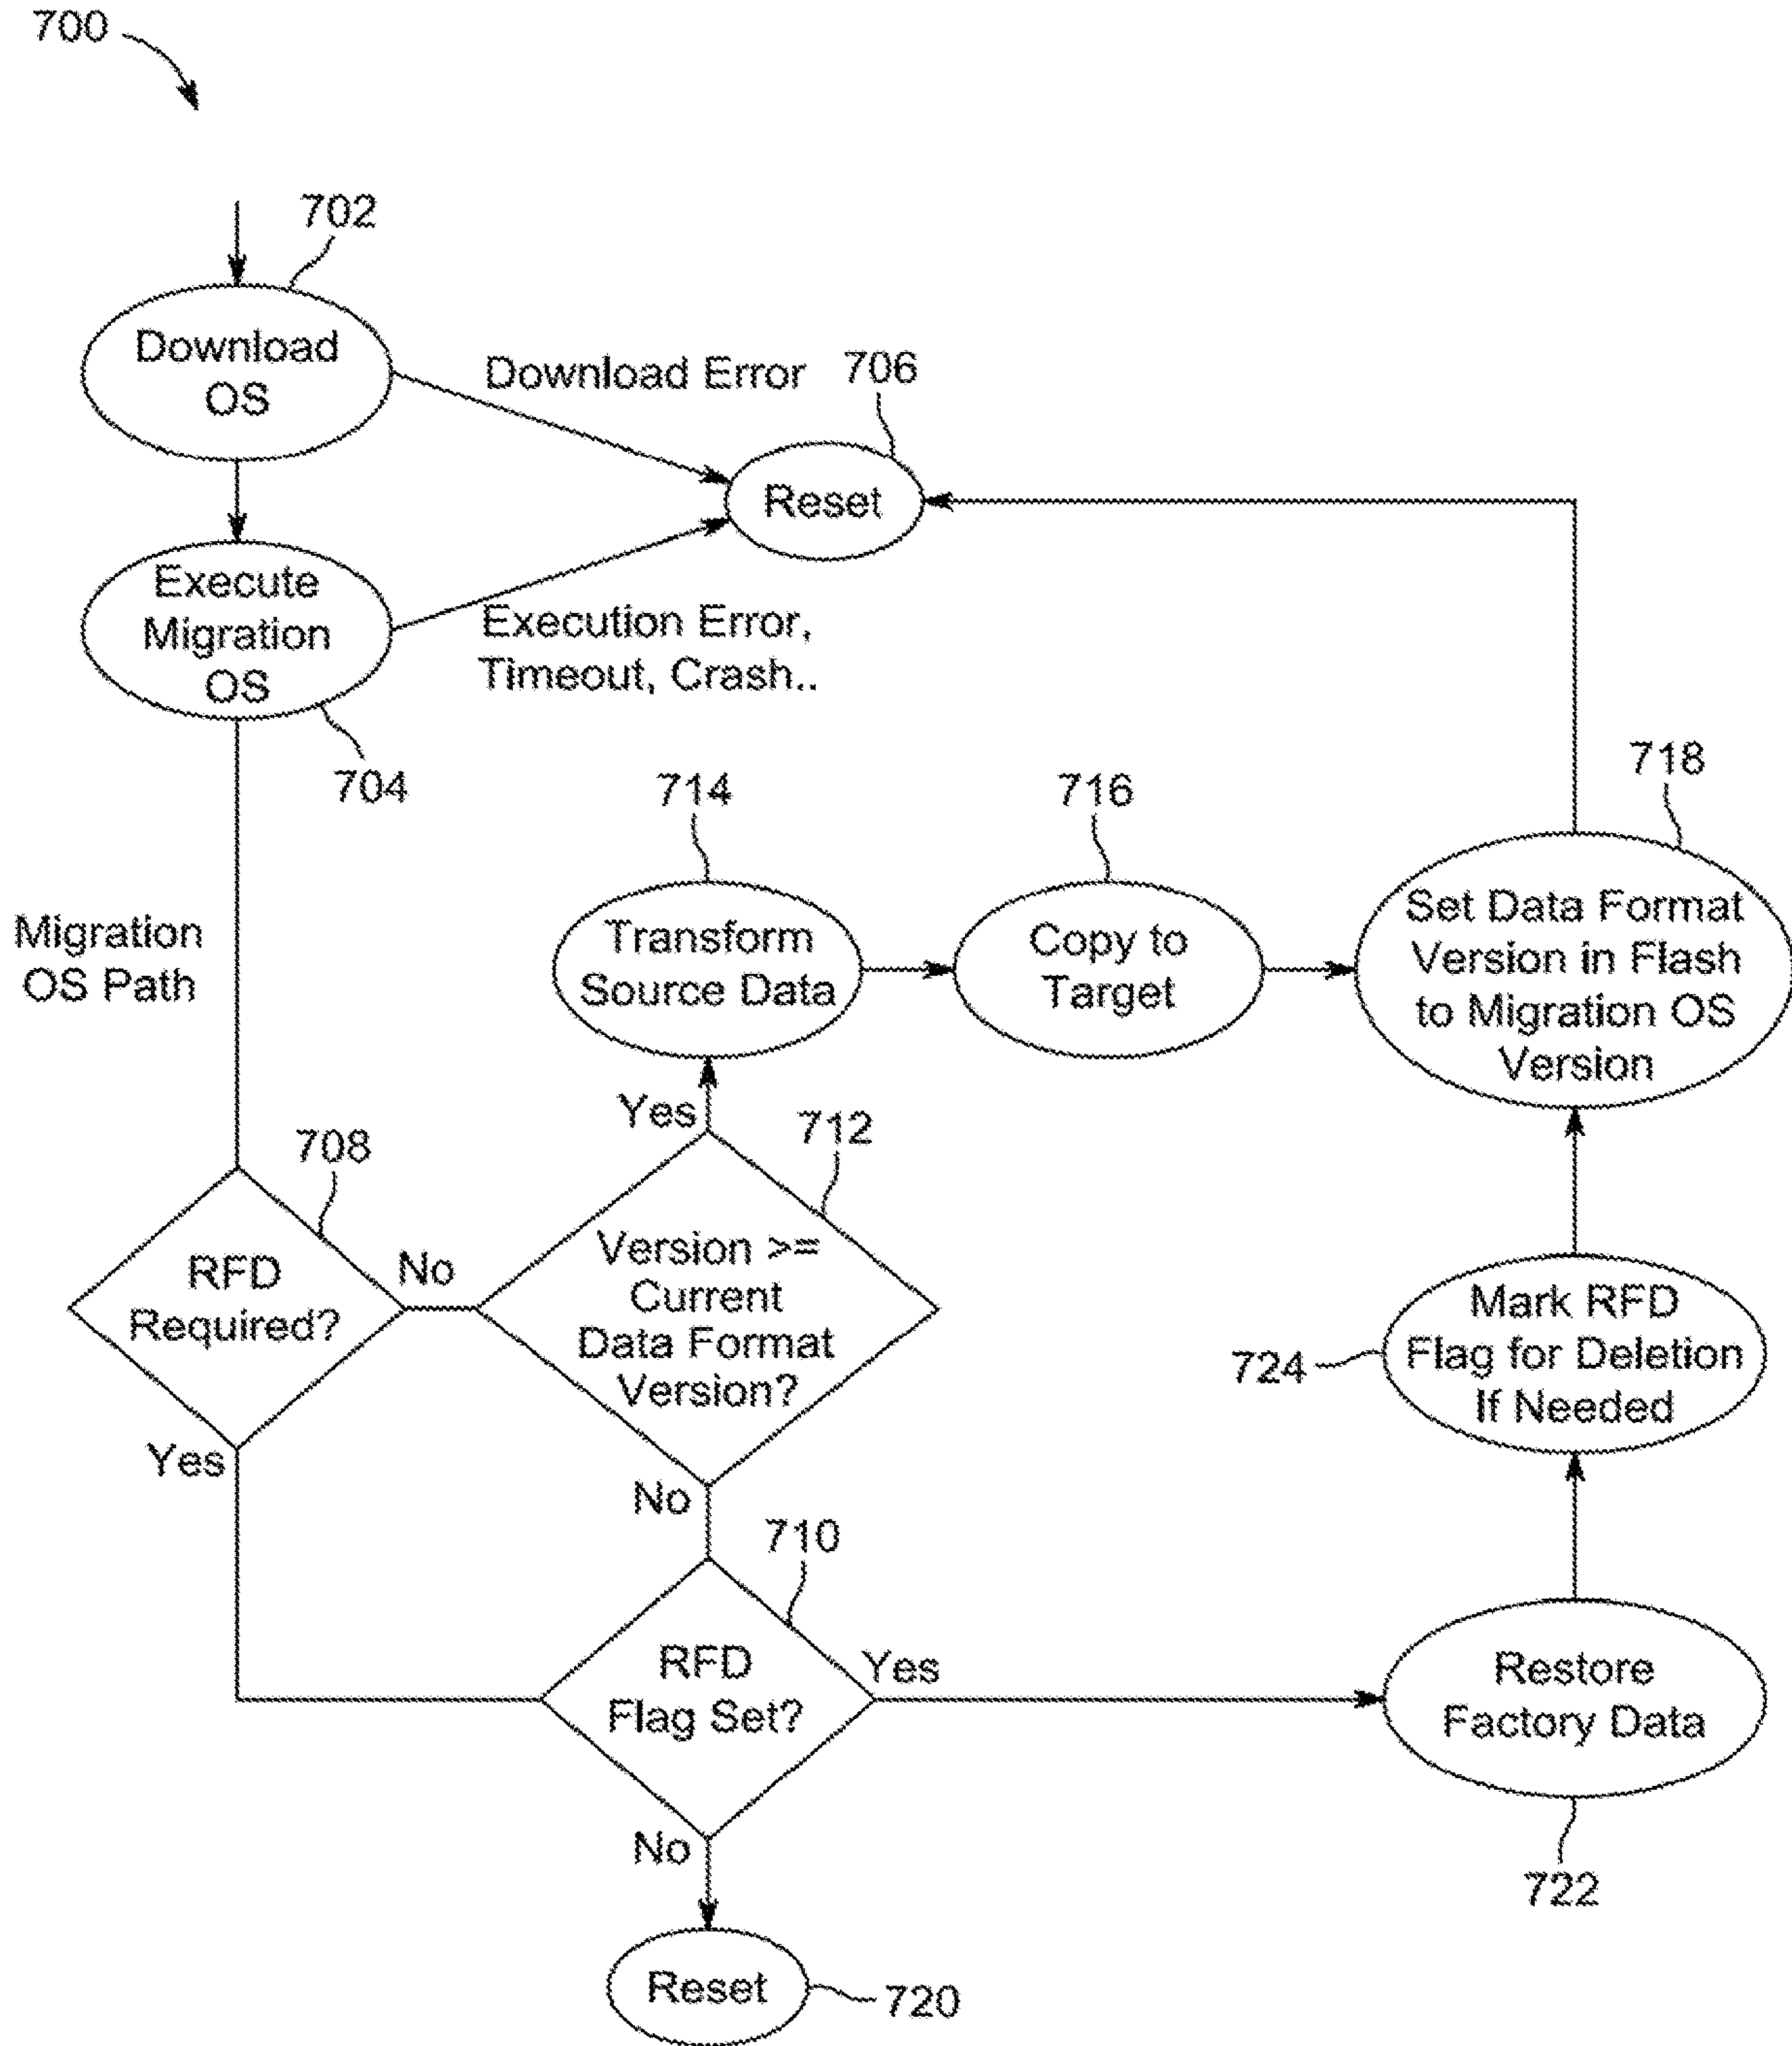 700
702
Download
OS
Download Error
706
Reset
Execute
Migration
OS
Execution Error,
Timeout, Crash..
704
714
716
718
Migration
OS Path
Transform
Source Data
Copy to
Target
Set Data Format
Version in Flash
to Migration OS
Version
Yes
712
708
RFD
Required?
No
Version >=
Current
Data Format
Version?
Mark RFD
Flag for Deletion
If Needed
724
Yes
No
710
RFD
Flag Set?
Yes
Restore
Factory Data
722
No
Reset
720